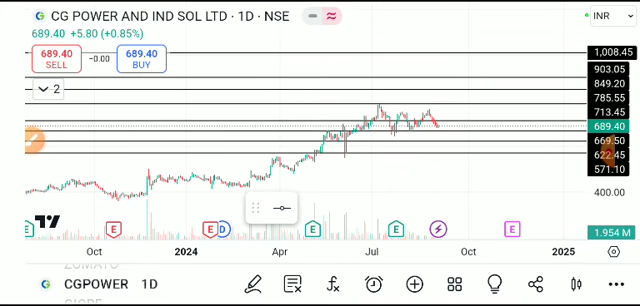 CG POWER AND IND SOL LTD · 1D · NSE
INR
689.40 +5.80 (+0.85%)
689.40
SELL
−0.00
689.40
BUY
2
1,008.45
903.05
849.20
785.55
713.45
689.40
669.50
622.45
571.10
400.00
1.954 M
E E E D E E E
Oct 2024 Apr Jul Oct 2025
ZOMATO
CGPOWER 1D